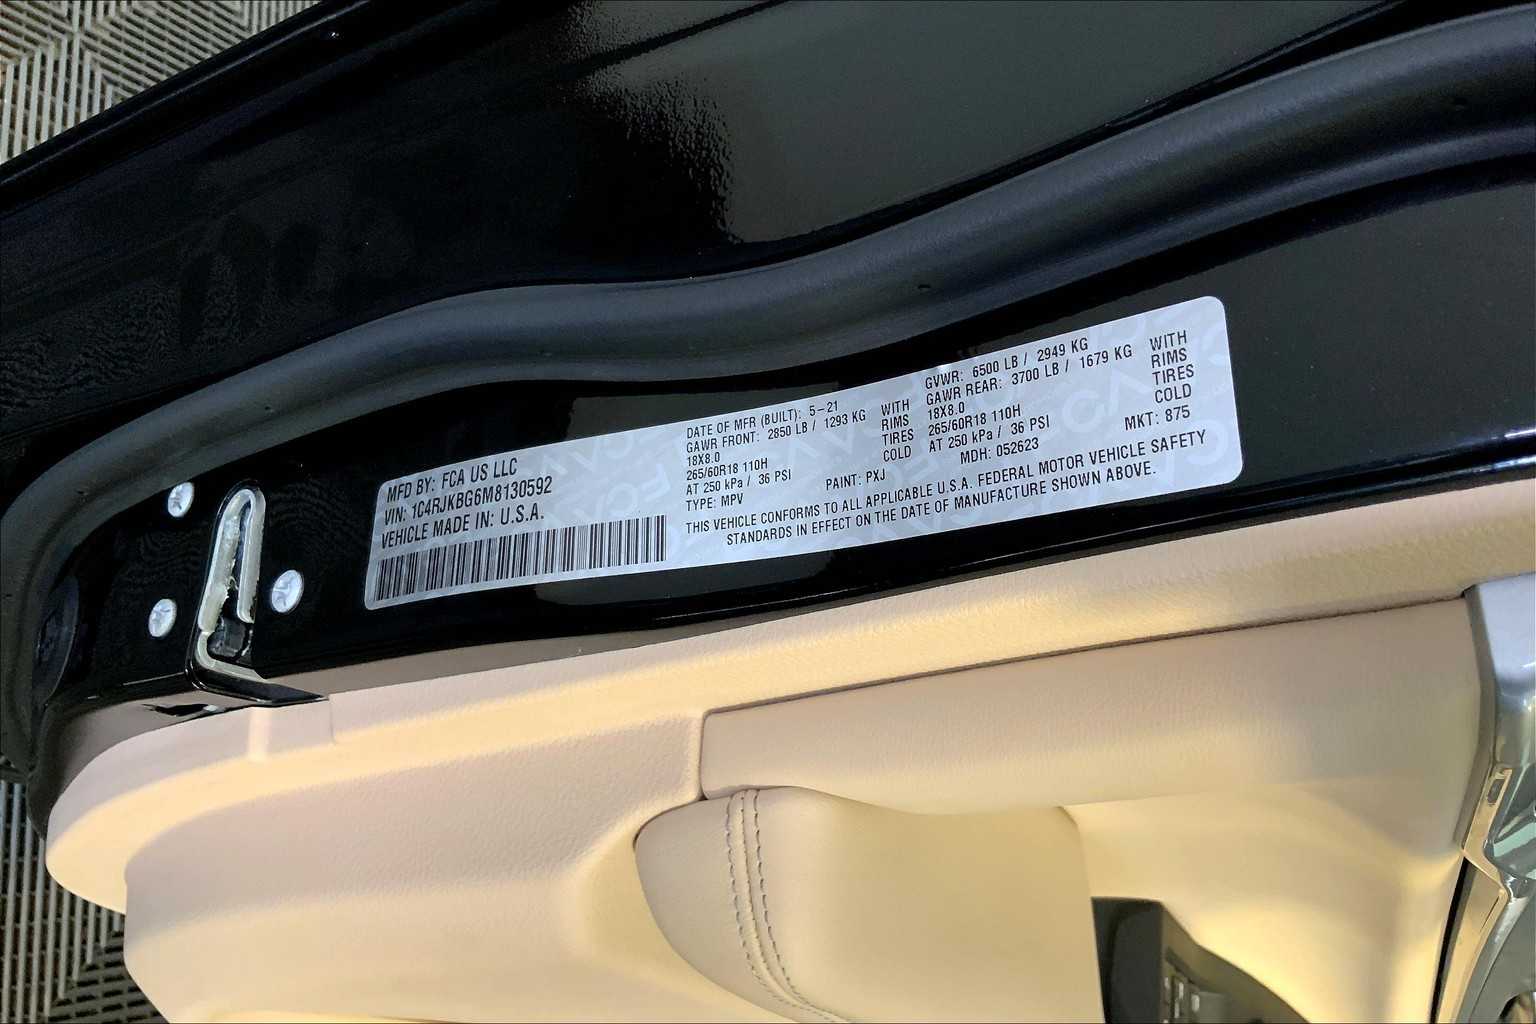 MFD BY: FCA US LLC
VIN: 1C4RJKBG6M8130592
VEHICLE MADE IN: U.S.A.
DATE OF MFR (BUILT): 5-21
GAWR FRONT: 2850 LB / 1293 KG WITH
18X8.0 RIMS
265/60R18 110H TIRES
AT 250 kPa / 36 PSI COLD
TYPE: MPV PAINT: PXJ
GVWR: 6500 LB / 2949 KG
GAWR REAR: 3700 LB / 1679 KG WITH
18X8.0 RIMS
265/60R18 110H TIRES
AT 250 kPa / 36 PSI COLD
MDH: 052623 MKT: 875
THIS VEHICLE CONFORMS TO ALL APPLICABLE U.S.A. FEDERAL MOTOR VEHICLE SAFETY
STANDARDS IN EFFECT ON THE DATE OF MANUFACTURE SHOWN ABOVE.